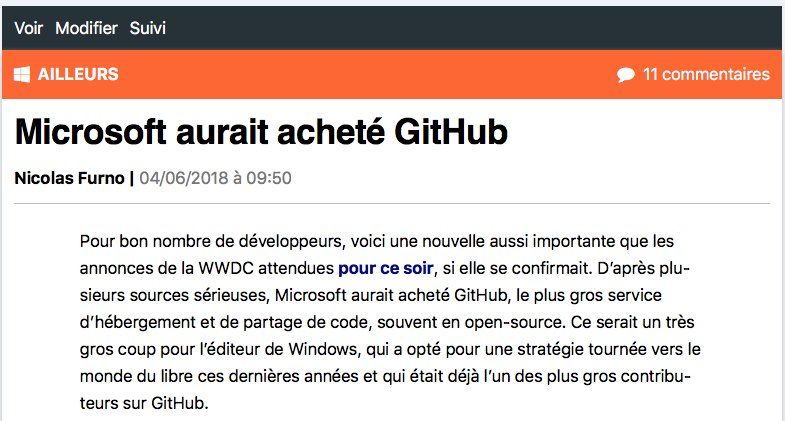 Voir Modifier Suivi
AILLEURS 11 commentaires
Microsoft aurait acheté GitHub
Nicolas Furno | 04/06/2018 à 09:50
Pour bon nombre de développeurs, voici une nouvelle aussi importante que les
annonces de la WWDC attendues pour ce soir, si elle se confirmait. D’après plu-
sieurs sources sérieuses, Microsoft aurait acheté GitHub, le plus gros service
d’hébergement et de partage de code, souvent en open-source. Ce serait un très
gros coup pour l’éditeur de Windows, qui a opté pour une stratégie tournée vers le
monde du libre ces dernières années et qui était déjà l’un des plus gros contribu-
teurs sur GitHub.